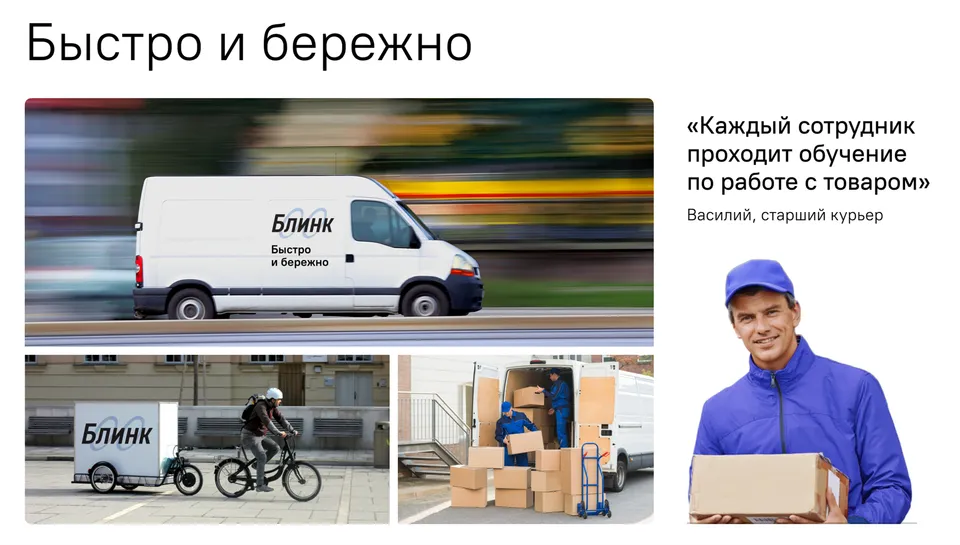 Быстро и бережно
Блинк
Быстро
и бережно
Блинк
«Каждый сотрудник
проходит обучение
по работе с товаром»
Василий, старший курьер